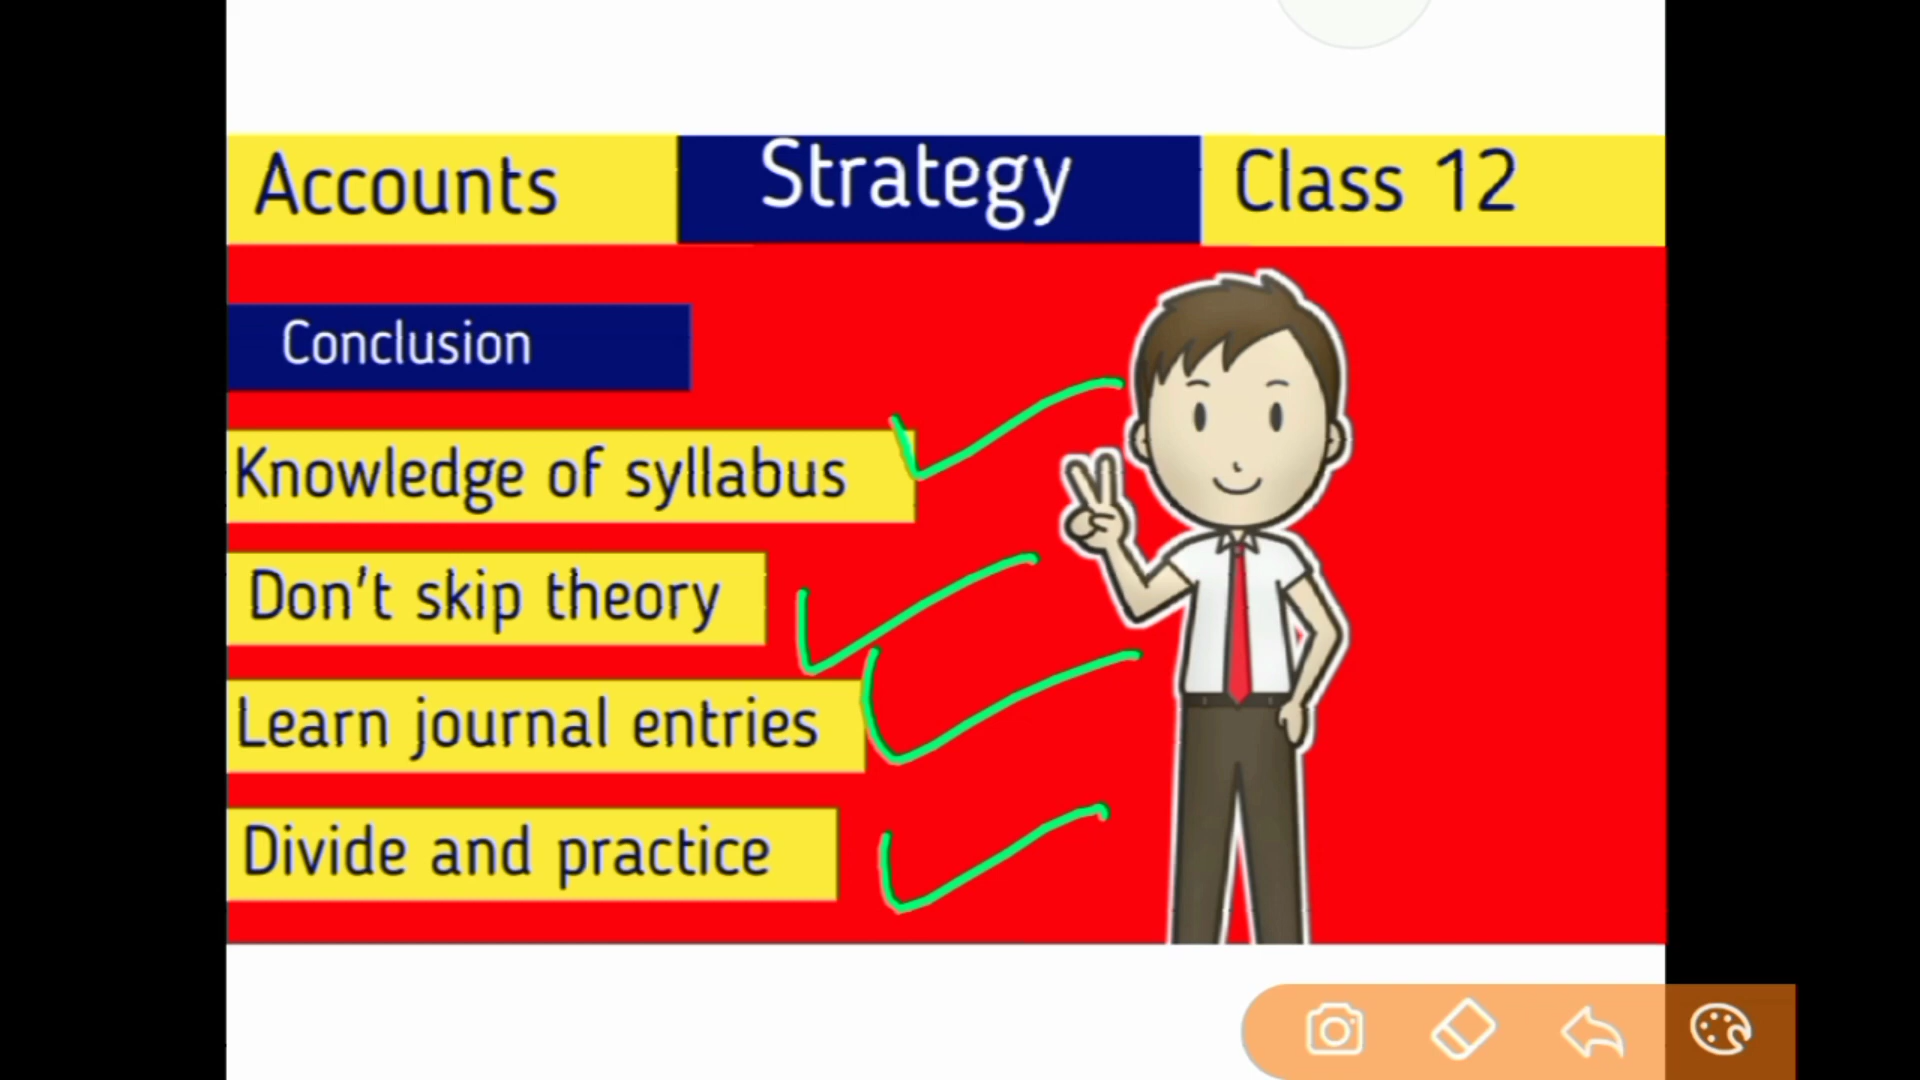 Accounts Strategy Class 12
Conclusion
Knowledge of syllabus
Don't skip theory
Learn journal entries
Divide and practice